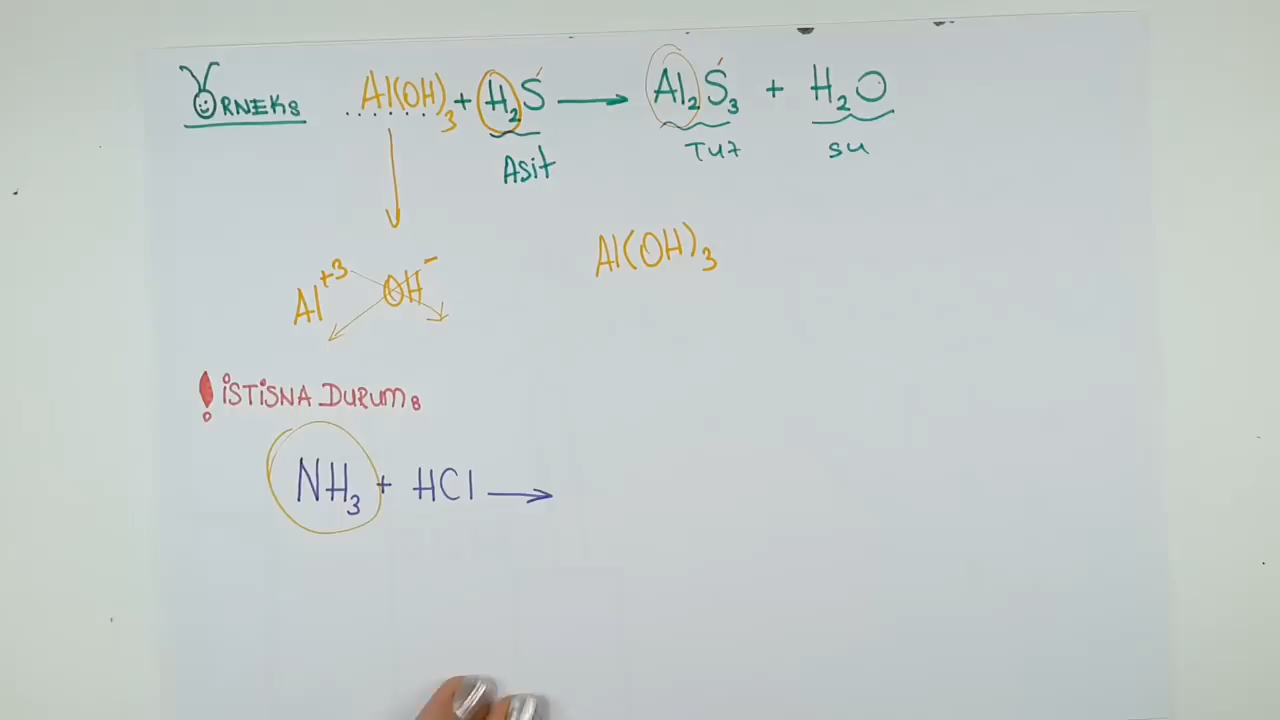 ÖRNEK: Al(OH)₃ + H₂S → Al₂S₃ + H₂O
Asit Tuz su
Al⁺³ OH⁻ Al(OH)₃
! İSTİSNA DURUM:
NH₃ + HCl →